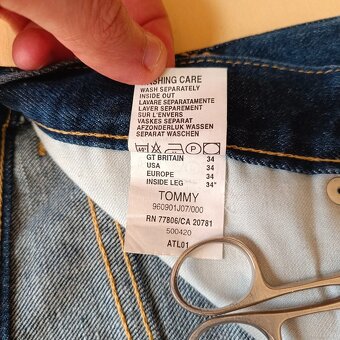 WASHING CARE
WASH SEPARATELY
INSIDE OUT
LAVARE SEPARATAMENTE
LAVER SEPAREMENT
SUR L'ENVERS
VASKES SEPARAT
AFZONDERLIJK WASSEN
SEPARAT WASCHEN
GT BRITAIN 34
USA 34
EUROPE 34
INSIDE LEG 34"
TOMMY
960901J07/000
RN 77806/CA 20781
500420
ATL01